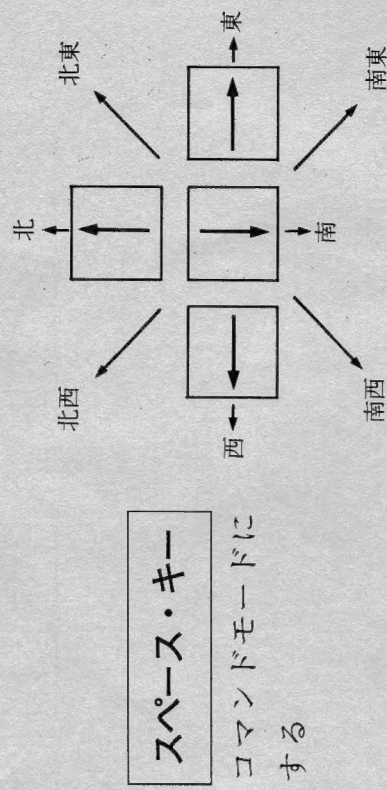 スペース・キー
コマンドモードに
する
北
北西
北東
西
東
南西
南
南東